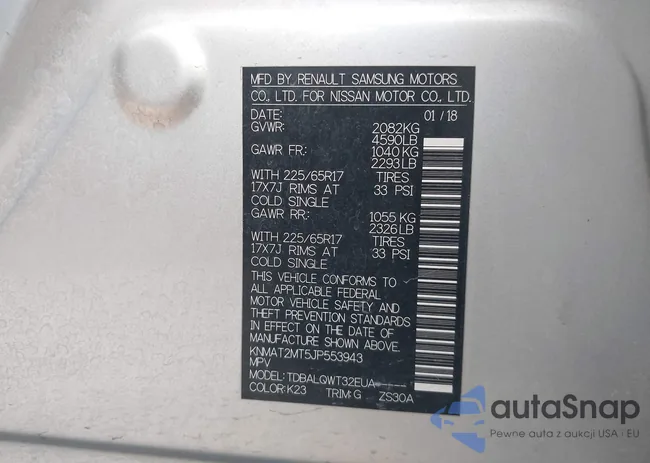 MFD BY RENAULT SAMSUNG MOTORS
CO., LTD. FOR NISSAN MOTOR CO., LTD.
DATE: 01 / 18
GVWR: 2082KG
4590LB
GAWR FR: 1040 KG
2293LB
WITH 225/65R17 TIRES
17X7J RIMS AT 33 PSI
COLD SINGLE
GAWR RR: 1055 KG
2326 LB
WITH 225/65R17 TIRES
17X7J RIMS AT 33 PSI
COLD SINGLE
THIS VEHICLE CONFORMS TO
ALL APPLICABLE FEDERAL
MOTOR VEHICLE SAFETY AND
THEFT PREVENTION STANDARDS
IN EFFECT ON THE DATE OF
MANUFACTURE SHOWN ABOVE
KNMAT2MT5JP553943
MPV
MODEL: TDBALQWT32EUA-----
COLOR: K23 TRIM: G ZS30A
autaSnap
Pewne auta z aukcji USA i EU